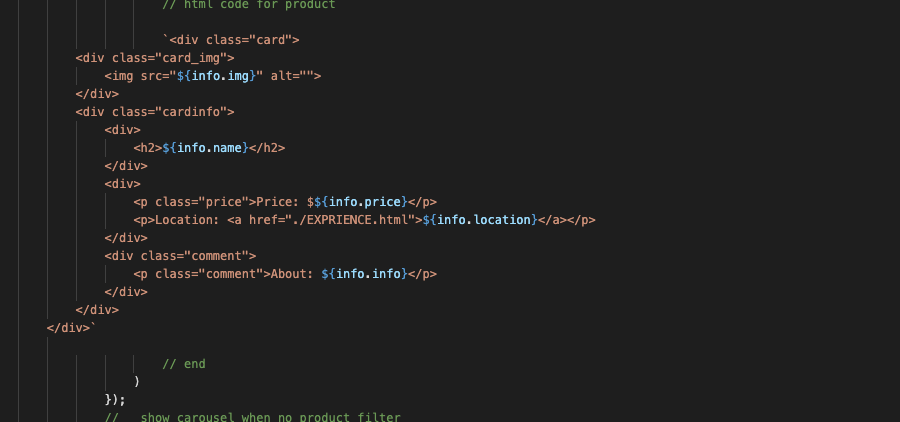 // html code for product
`<div class="card">
<div class="card_img">
<img src="${info.img}" alt="">
</div>
<div class="cardinfo">
<div>
<h2>${info.name}</h2>
</div>
<div>
<p class="price">Price: $${info.price}</p>
<p>Location: <a href="./EXPRIENCE.html">${info.location}</a></p>
</div>
<div class="comment">
<p class="comment">About: ${info.info}</p>
</div>
</div>
</div>`
// end
)
});
//   show carousel when no product filter